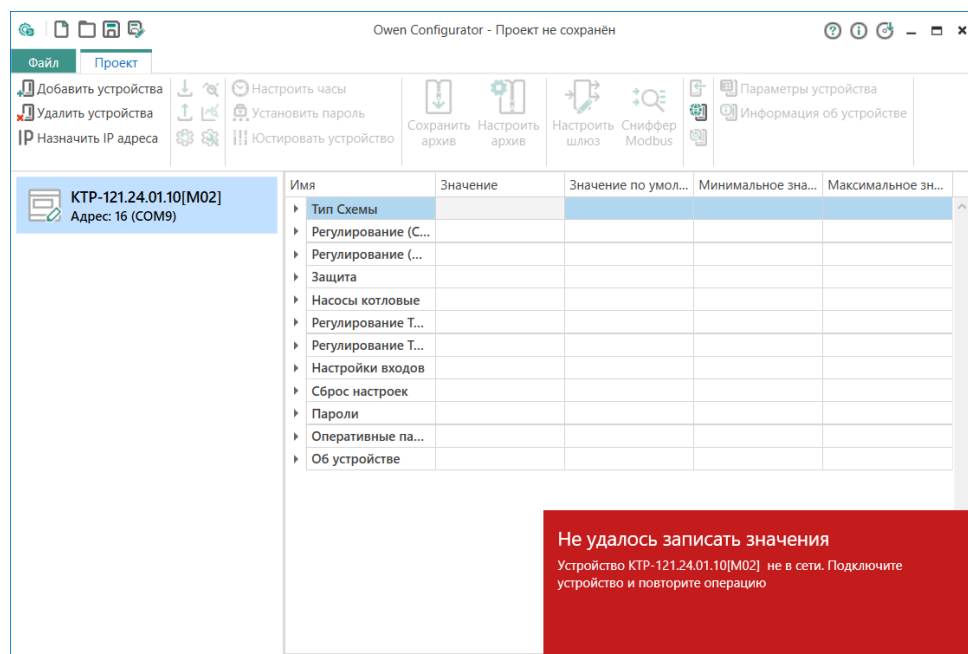 Owen Configurator - Проект не сохранён
Файл Проект
Добавить устройства
Удалить устройства
IP Назначить IP адреса
Настроить часы
Установить пароль
Юстировать устройство
Сохранить архив
Настроить архив
Настроить шлюз
Сниффер Modbus
Параметры устройства
Информация об устройстве
КТР-121.24.01.10[M02]
Адрес: 16 (COM9)
Имя Значение Значение по умол... Минимальное зна... Максимальное зн...
Тип Схемы
Регулирование (С...
Регулирование (...
Защита
Насосы котловые
Регулирование Т...
Регулирование Т...
Настройки входов
Сброс настроек
Пароли
Оперативные па...
Об устройстве
Не удалось записать значения
Устройство КТР-121.24.01.10[M02] не в сети. Подключите
устройство и повторите операцию